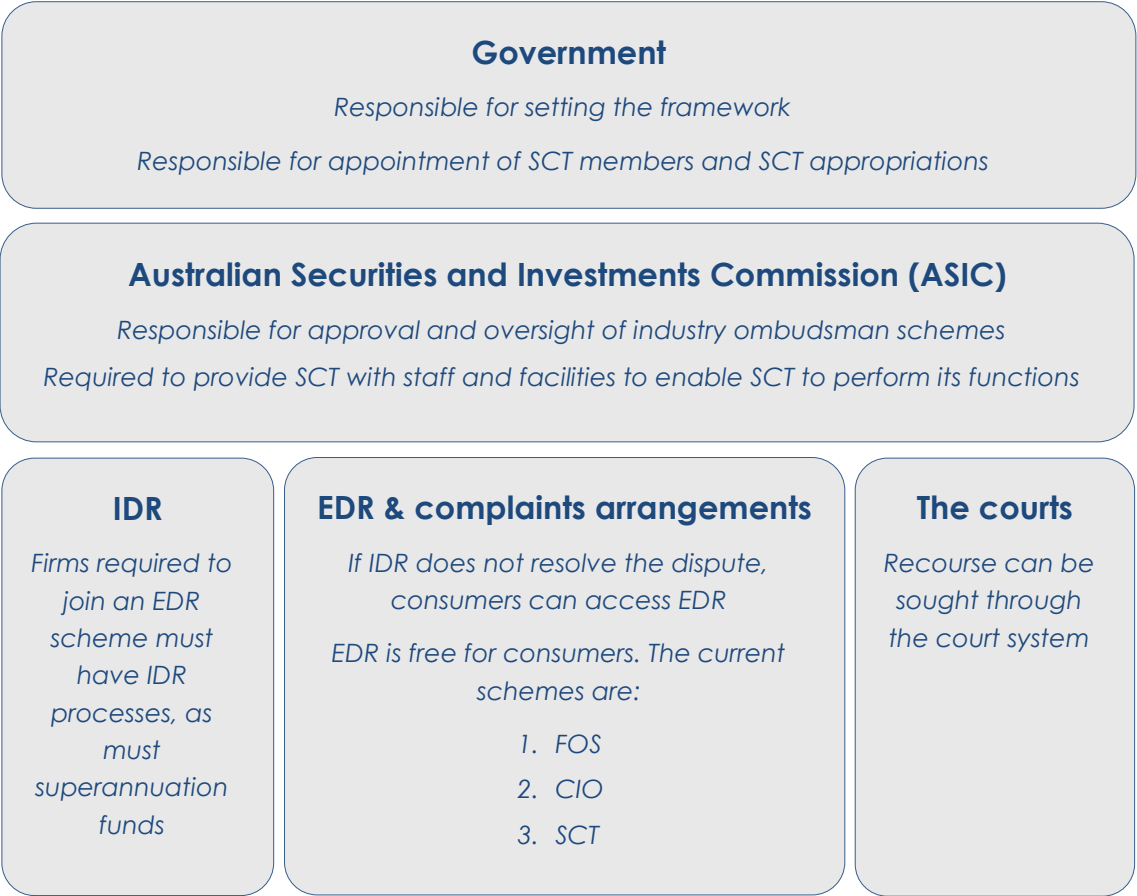 Government
Responsible for setting the framework
Responsible for appointment of SCT members and SCT appropriations
Australian Securities and Investments Commission (ASIC)
Responsible for approval and oversight of industry ombudsman schemes
Required to provide SCT with staff and facilities to enable SCT to perform its functions
IDR
Firms required to
join an EDR
scheme must
have IDR
processes, as
must
superannuation
funds
EDR & complaints arrangements
If IDR does not resolve the dispute,
consumers can access EDR
EDR is free for consumers. The current
schemes are:
1. FOS
2. CIO
3. SCT
The courts
Recourse can be
sought through
the court system